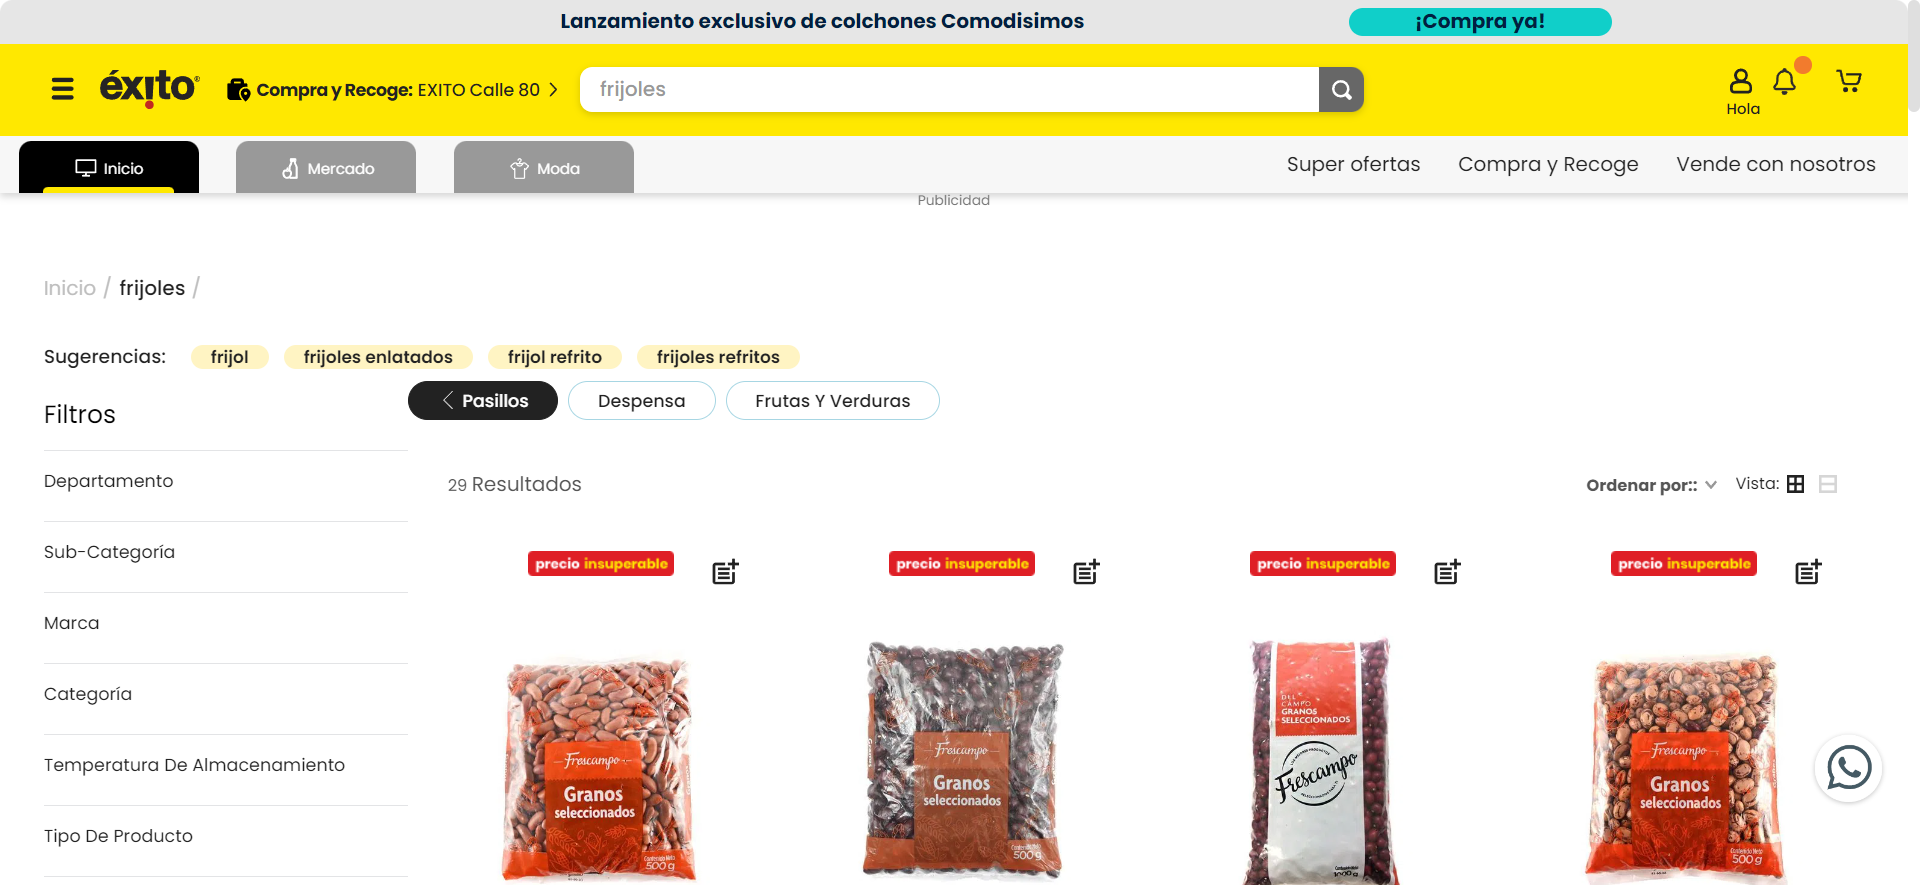 Lanzamiento exclusivo de colchones Comodisimos
¡Compra ya!
éxito
Compra y Recoge: EXITO Calle 80
frijoles
Hola
Inicio
Mercado
Moda
Super ofertas
Compra y Recoge
Vende con nosotros
Publicidad
Inicio / frijoles /
Sugerencias:
frijol
frijoles enlatados
frijol refrito
frijoles refritos
Pasillos
Despensa
Frutas Y Verduras
Filtros
Departamento
Sub-Categoría
Marca
Categoría
Temperatura De Almacenamiento
Tipo De Producto
29 Resultados
Ordenar por::
Vista:
precio insuperable
precio insuperable
precio insuperable
precio insuperable
Frescampo
Granos
seleccionados
Contenido Neto
500 g
Frescampo
Granos
seleccionados
500 g
DEL
CAMPO
GRANOS
SELECCIONADOS
Frescampo
1000 g
Frescampo
Granos
seleccionados
Contenido Neto
500 g